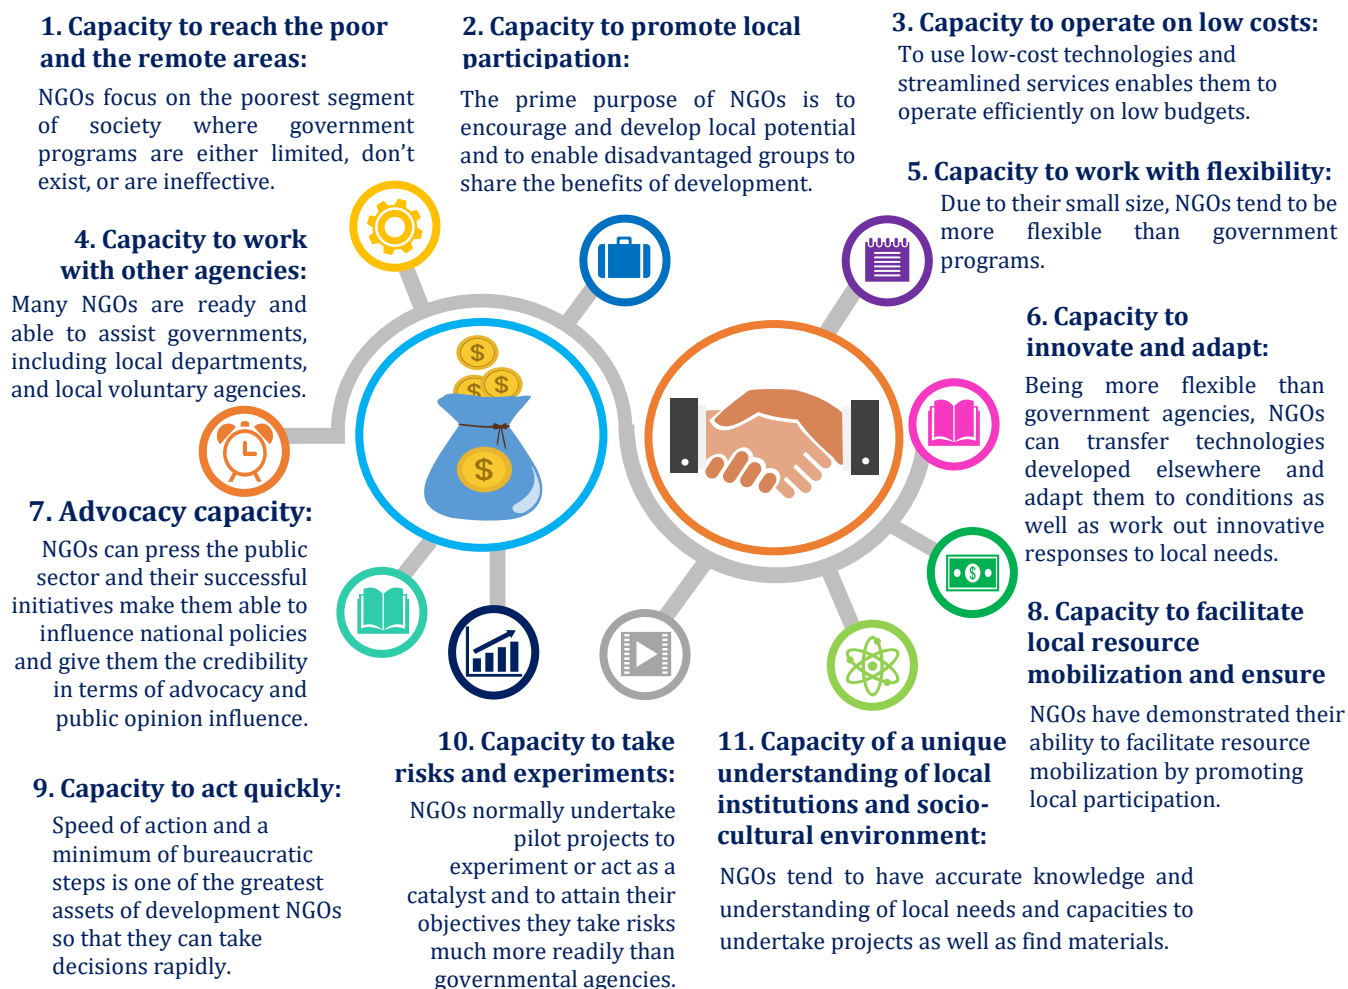 1. Capacity to reach the poor
and the remote areas:
NGOs focus on the poorest segment
of society where government
programs are either limited, don't
exist, or are ineffective.
2. Capacity to promote local
participation:
The prime purpose of NGOs is to
encourage and develop local potential
and to enable disadvantaged groups to
share the benefits of development.
3. Capacity to operate on low costs:
To use low-cost technologies and
streamlined services enables them to
operate efficiently on low budgets.
4. Capacity to work
with other agencies:
Many NGOs are ready and
able to assist governments,
including local departments,
and local voluntary agencies.
5. Capacity to work with flexibility:
Due to their small size, NGOs tend to be
more flexible than government
programs.
6. Capacity to
innovate and adapt:
Being more flexible than
government agencies, NGOs
can transfer technologies
developed elsewhere and
adapt them to conditions as
well as work out innovative
responses to local needs.
7. Advocacy capacity:
NGOs can press the public
sector and their successful
initiatives make them able to
influence national policies
and give them the credibility
in terms of advocacy and
public opinion influence.
8. Capacity to facilitate
local resource
mobilization and ensure
NGOs have demonstrated their
ability to facilitate resource
mobilization by promoting
local participation.
9. Capacity to act quickly:
Speed of action and a
minimum of bureaucratic
steps is one of the greatest
assets of development NGOs
so that they can take
decisions rapidly.
10. Capacity to take
risks and experiments:
NGOs normally undertake
pilot projects to
experiment or act as a
catalyst and to attain their
objectives they take risks
much more readily than
governmental agencies.
11. Capacity of a unique
understanding of local
institutions and socio-
cultural environment:
NGOs tend to have accurate knowledge and
understanding of local needs and capacities to
undertake projects as well as find materials.
$
$
$
$
$